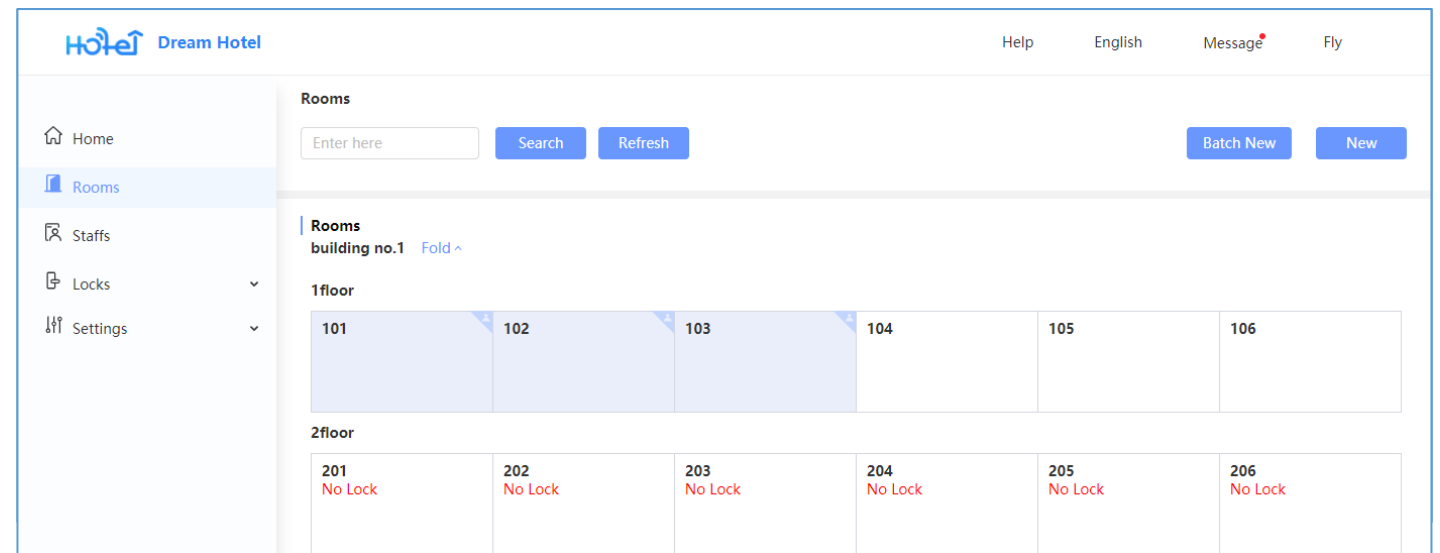 Hotel Dream Hotel Help English Message Fly
Rooms
Home
Enter here Search Refresh Batch New New
Rooms
Staffs
Locks
Settings
Rooms
building no.1 Fold
1floor
101 102 103 104 105 106
2floor
201 202 203 204 205 206
No Lock No Lock No Lock No Lock No Lock No Lock